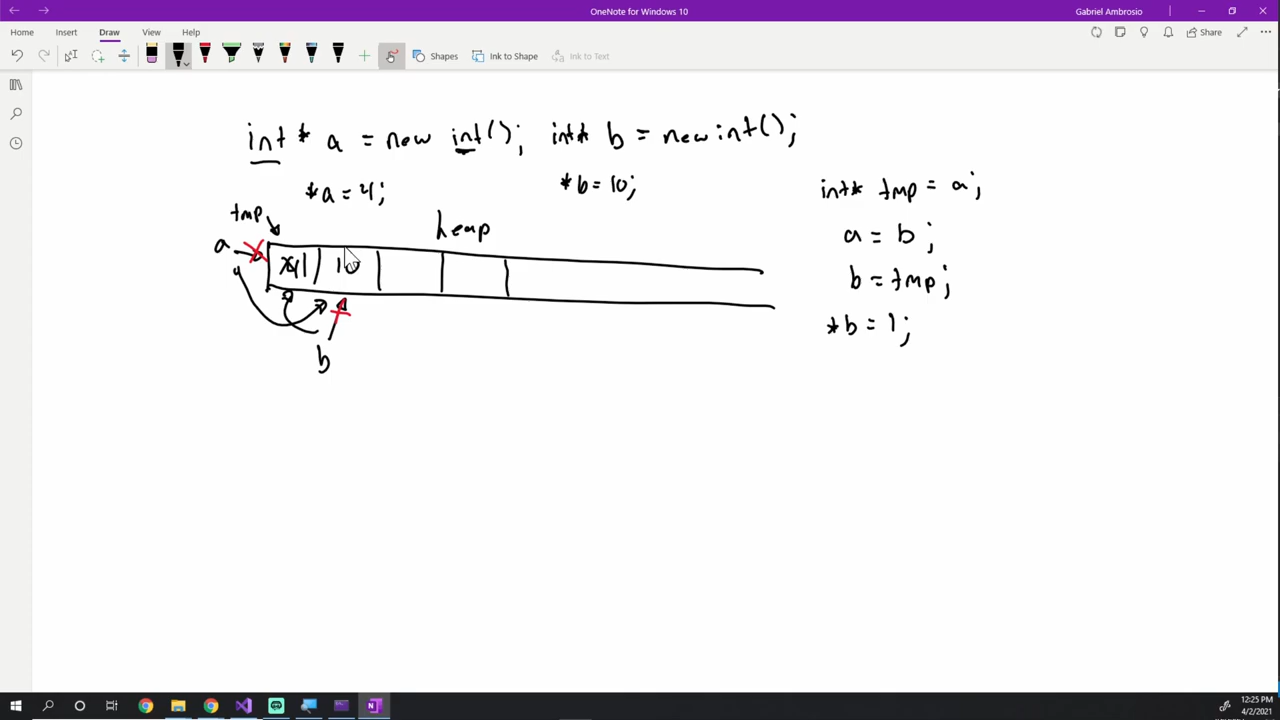 OneNote for Windows 10
Gabriel Ambrosio
Home Insert Draw View Help
Share
Shapes Ink to Shape Ink to Text
int * a = new int(); int* b = new int();
*a = 4; *b = 10;
int* tmp = a;
tmp
heap
a = b;
a
10
b = tmp;
*b = 1;
b
12:25 PM
4/2/2021